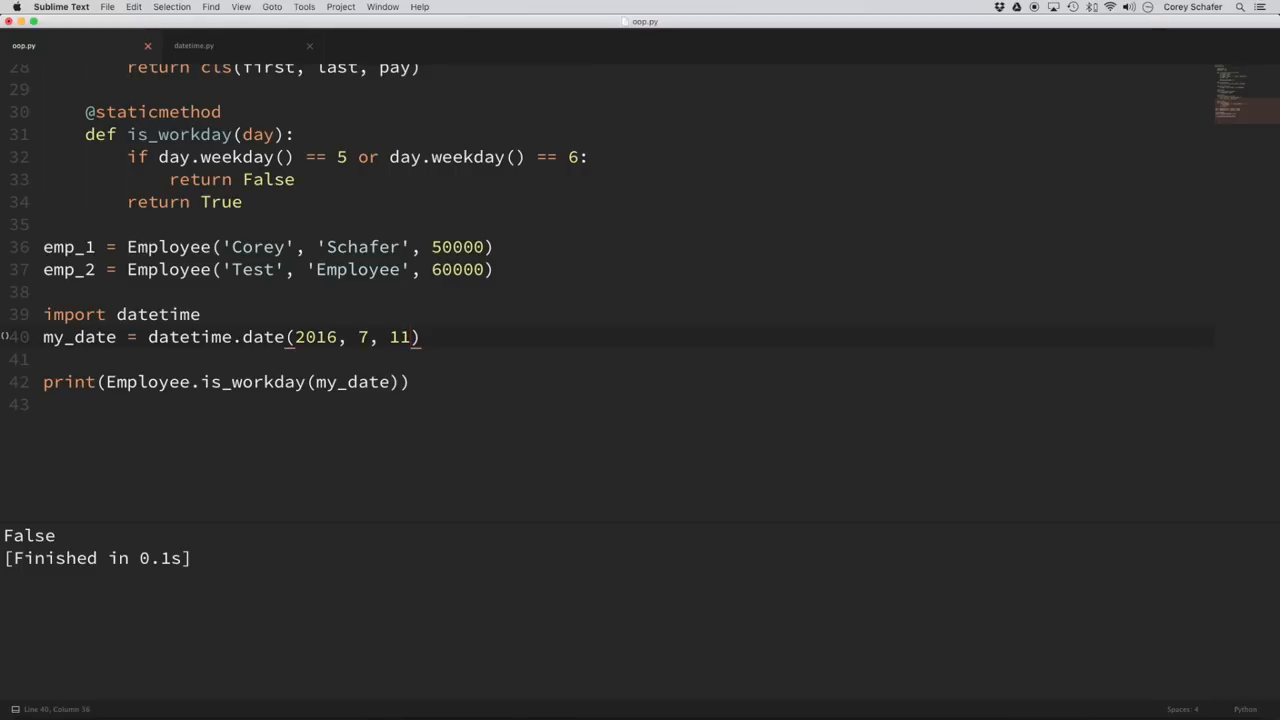 Sublime Text File Edit Selection Find View Goto Tools Project Window Help Corey Schafer
oop.py
oop.py datetime.py
28 return cls(first, last, pay)
29
30 @staticmethod
31 def is_workday(day):
32 if day.weekday() == 5 or day.weekday() == 6:
33 return False
34 return True
35
36 emp_1 = Employee('Corey', 'Schafer', 50000)
37 emp_2 = Employee('Test', 'Employee', 60000)
38
39 import datetime
40 my_date = datetime.date(2016, 7, 11)
41
42 print(Employee.is_workday(my_date))
43
False
[Finished in 0.1s]
Line 40, Column 36 Spaces: 4 Python